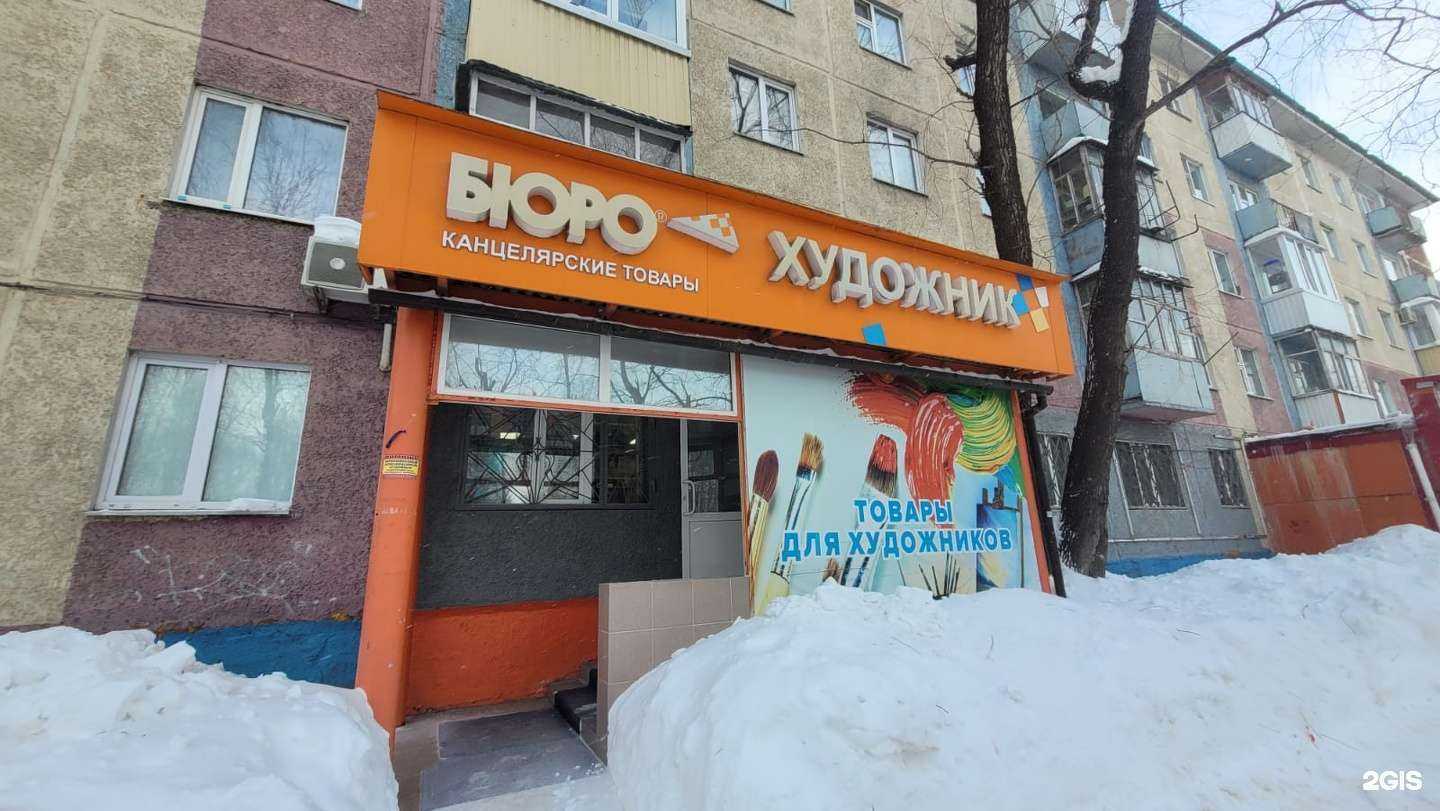 БЮРО®
КАНЦЕЛЯРСКИЕ ТОВАРЫ
ХУДОЖНИК
ТОВАРЫ
ДЛЯ ХУДОЖНИКОВ
2GIS